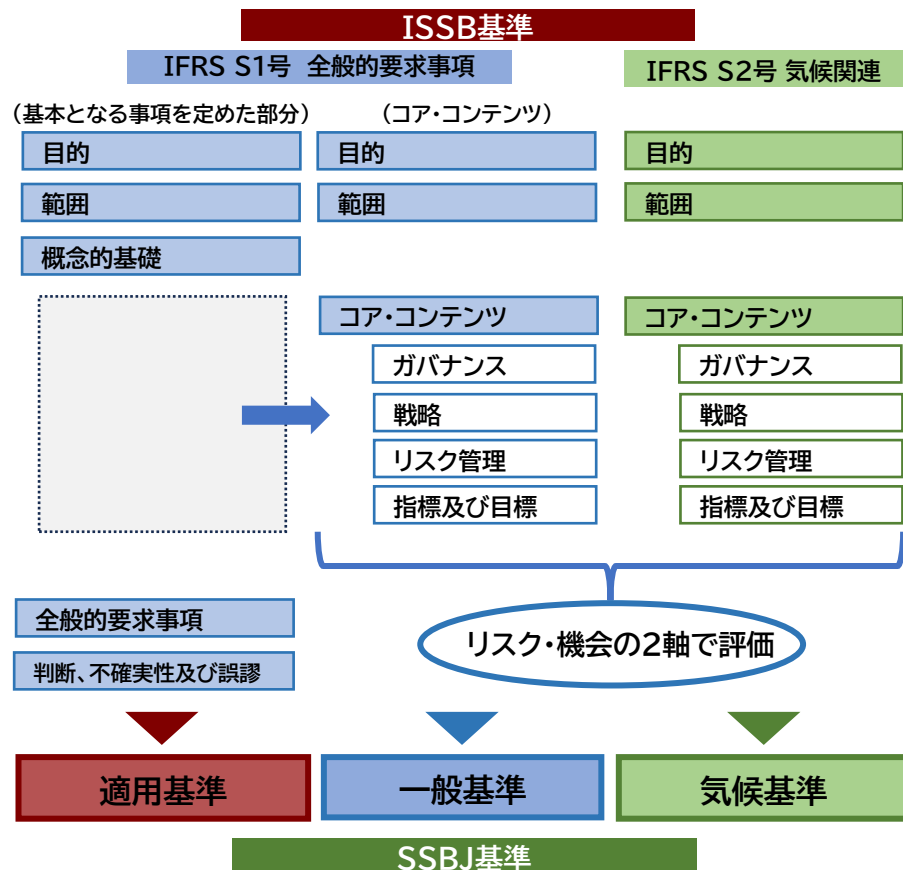 ISSB基準
IFRS S1号 全般的要求事項
IFRS S2号 気候関連
（基本となる事項を定めた部分）
（コア・コンテンツ）
目的
目的
目的
範囲
範囲
範囲
概念的基礎
コア・コンテンツ
コア・コンテンツ
ガバナンス
ガバナンス
戦略
戦略
リスク管理
リスク管理
指標及び目標
指標及び目標
全般的要求事項
リスク・機会の2軸で評価
判断、不確実性及び誤謬
適用基準
一般基準
気候基準
SSBJ基準